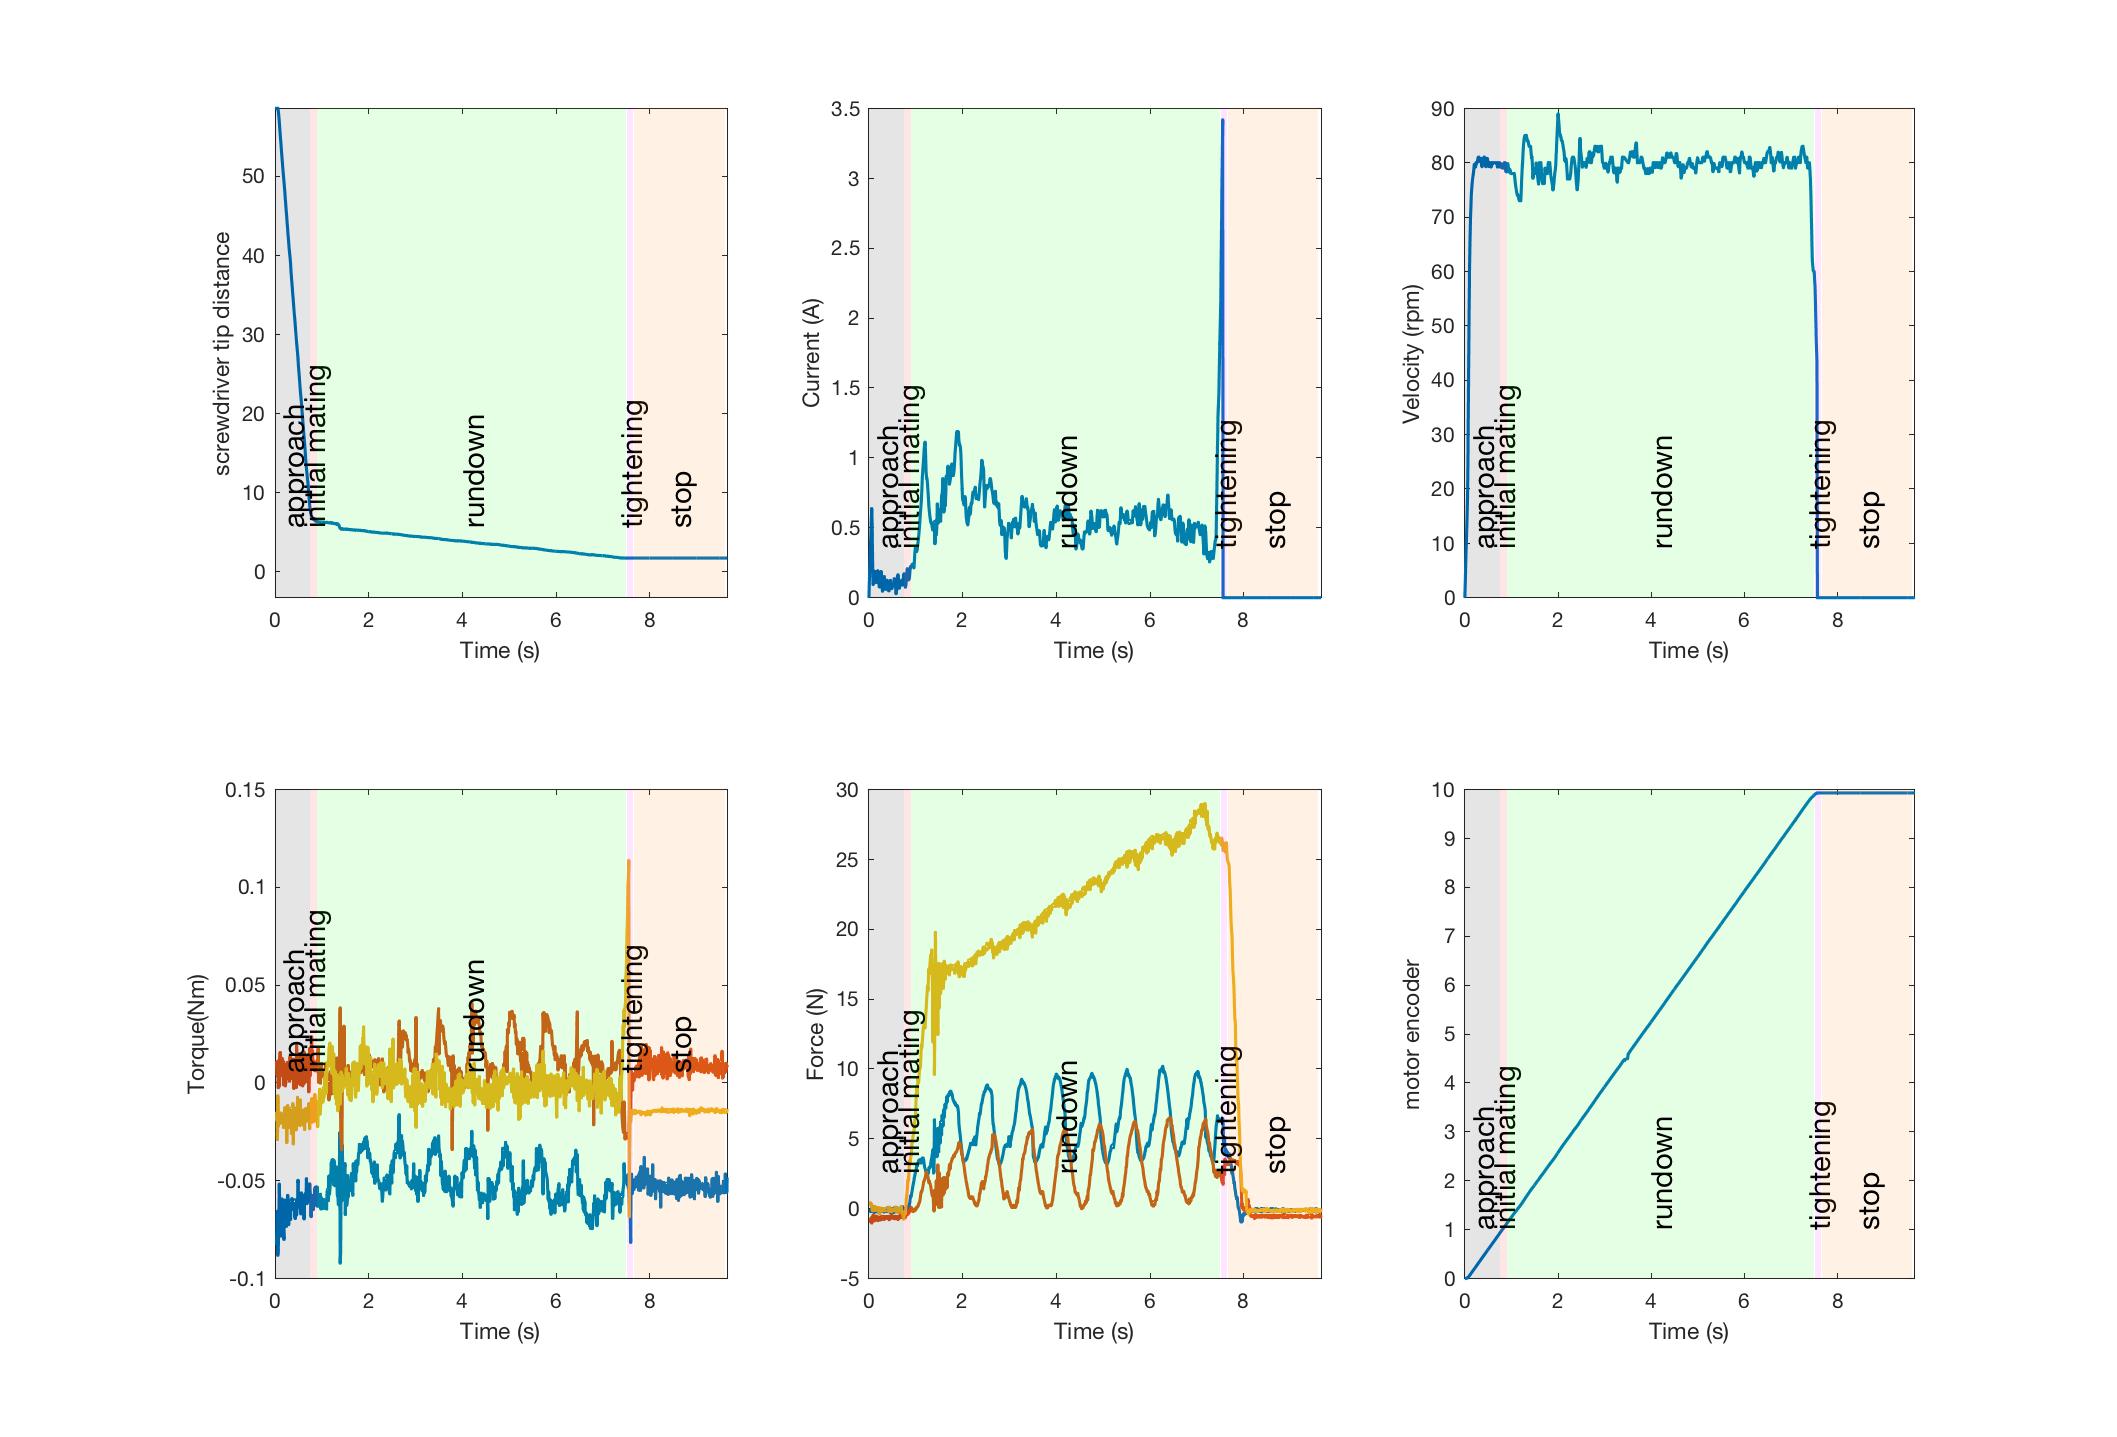 screwdriver tip distance
50
40
30
20
10
0
approach
initial mating
rundown
tightening
stop
0 2 4 6 8
Time (s)
Current (A)
3.5
3
2.5
2
1.5
1
0.5
0
approach
initial mating
rundown
tightening
stop
0 2 4 6 8
Time (s)
Velocity (rpm)
90
80
70
60
50
40
30
20
10
0
approach
initial mating
rundown
tightening
stop
0 2 4 6 8
Time (s)
Torque(Nm)
0.15
0.1
0.05
0
-0.05
-0.1
approach
initial mating
rundown
tightening
stop
0 2 4 6 8
Time (s)
Force (N)
30
25
20
15
10
5
0
-5
approach
initial mating
rundown
tightening
stop
0 2 4 6 8
Time (s)
motor encoder
10
9
8
7
6
5
4
3
2
1
0
approach
initial mating
rundown
tightening
stop
0 2 4 6 8
Time (s)